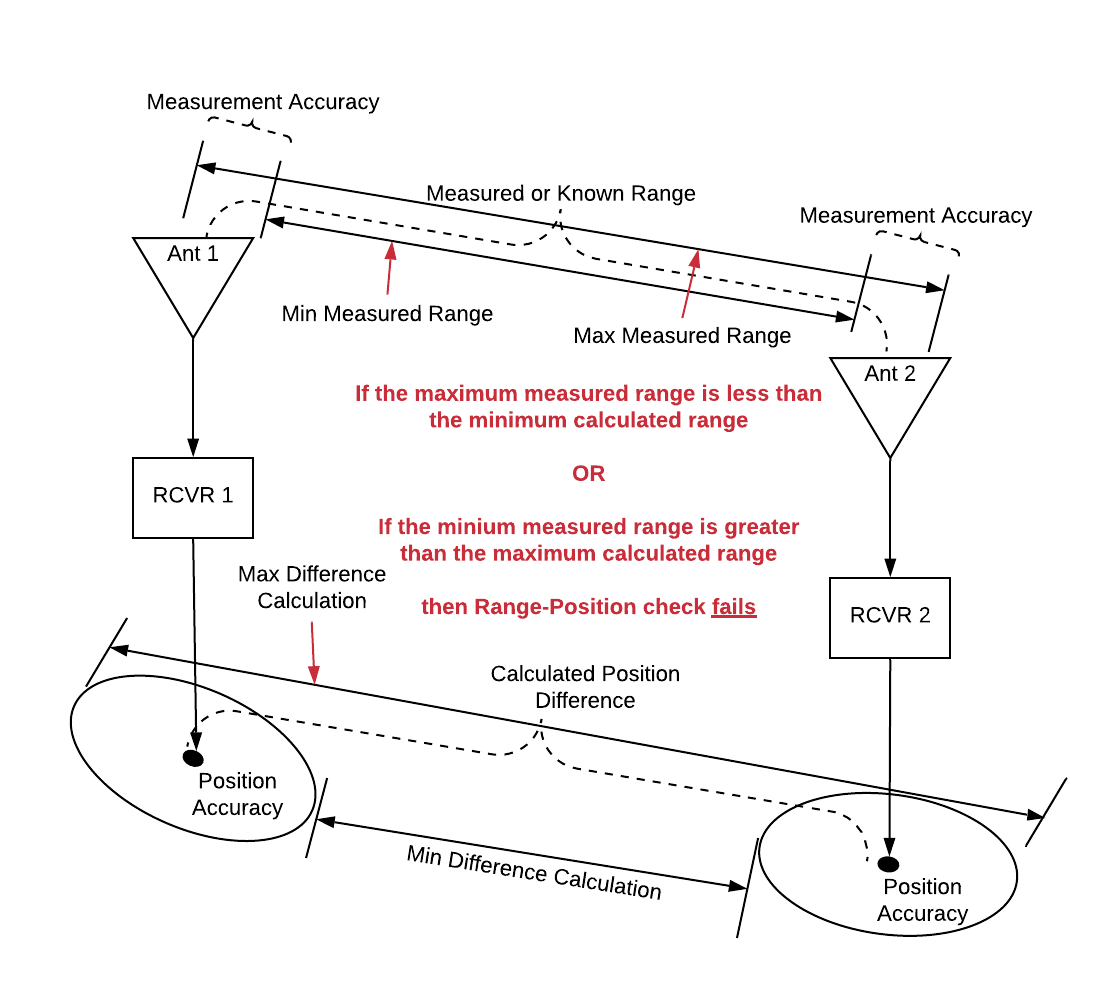 Measurement Accuracy
Measured or Known Range
Measurement Accuracy
Ant 1
Min Measured Range
Max Measured Range
Ant 2
If the maximum measured range is less than
the minimum calculated range
OR
RCVR 1
If the minium measured range is greater
than the maximum calculated range
Max Difference
Calculation
then Range-Position check fails
RCVR 2
Calculated Position
Difference
Position
Accuracy
Min Difference Calculation
Position
Accuracy